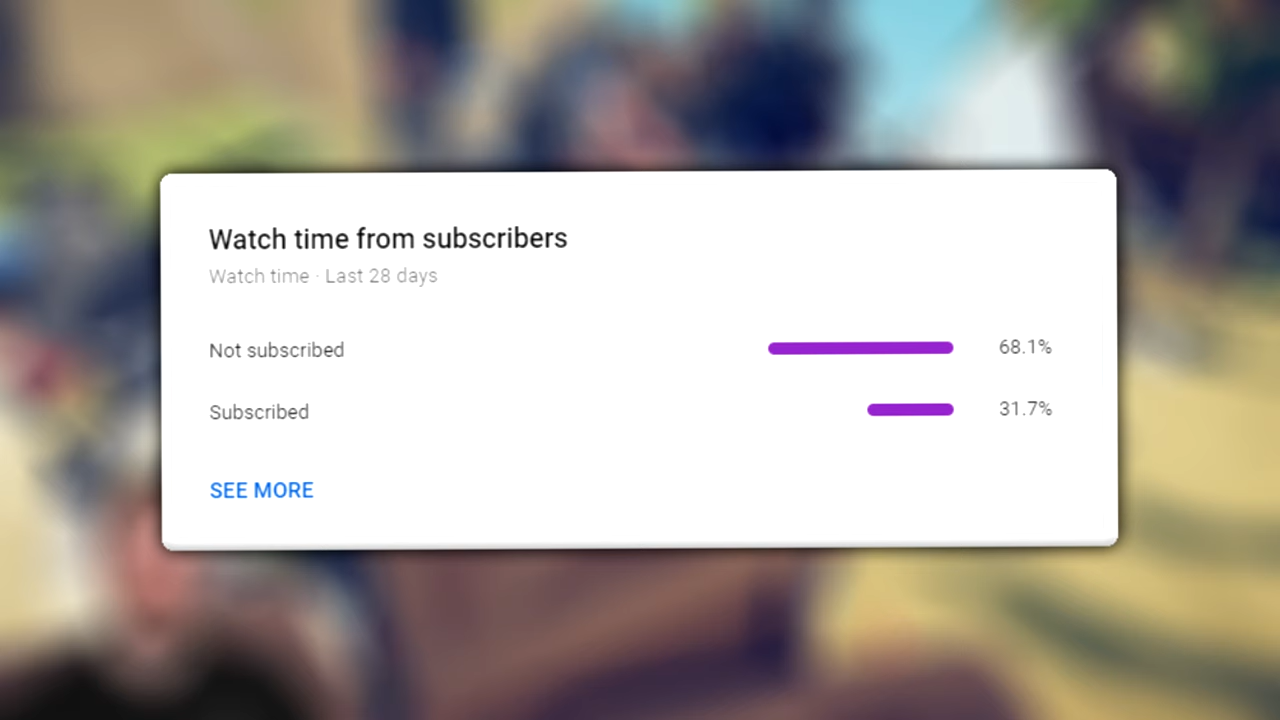 Watch time from subscribers
Watch time · Last 28 days
Not subscribed 68.1%
Subscribed 31.7%
SEE MORE